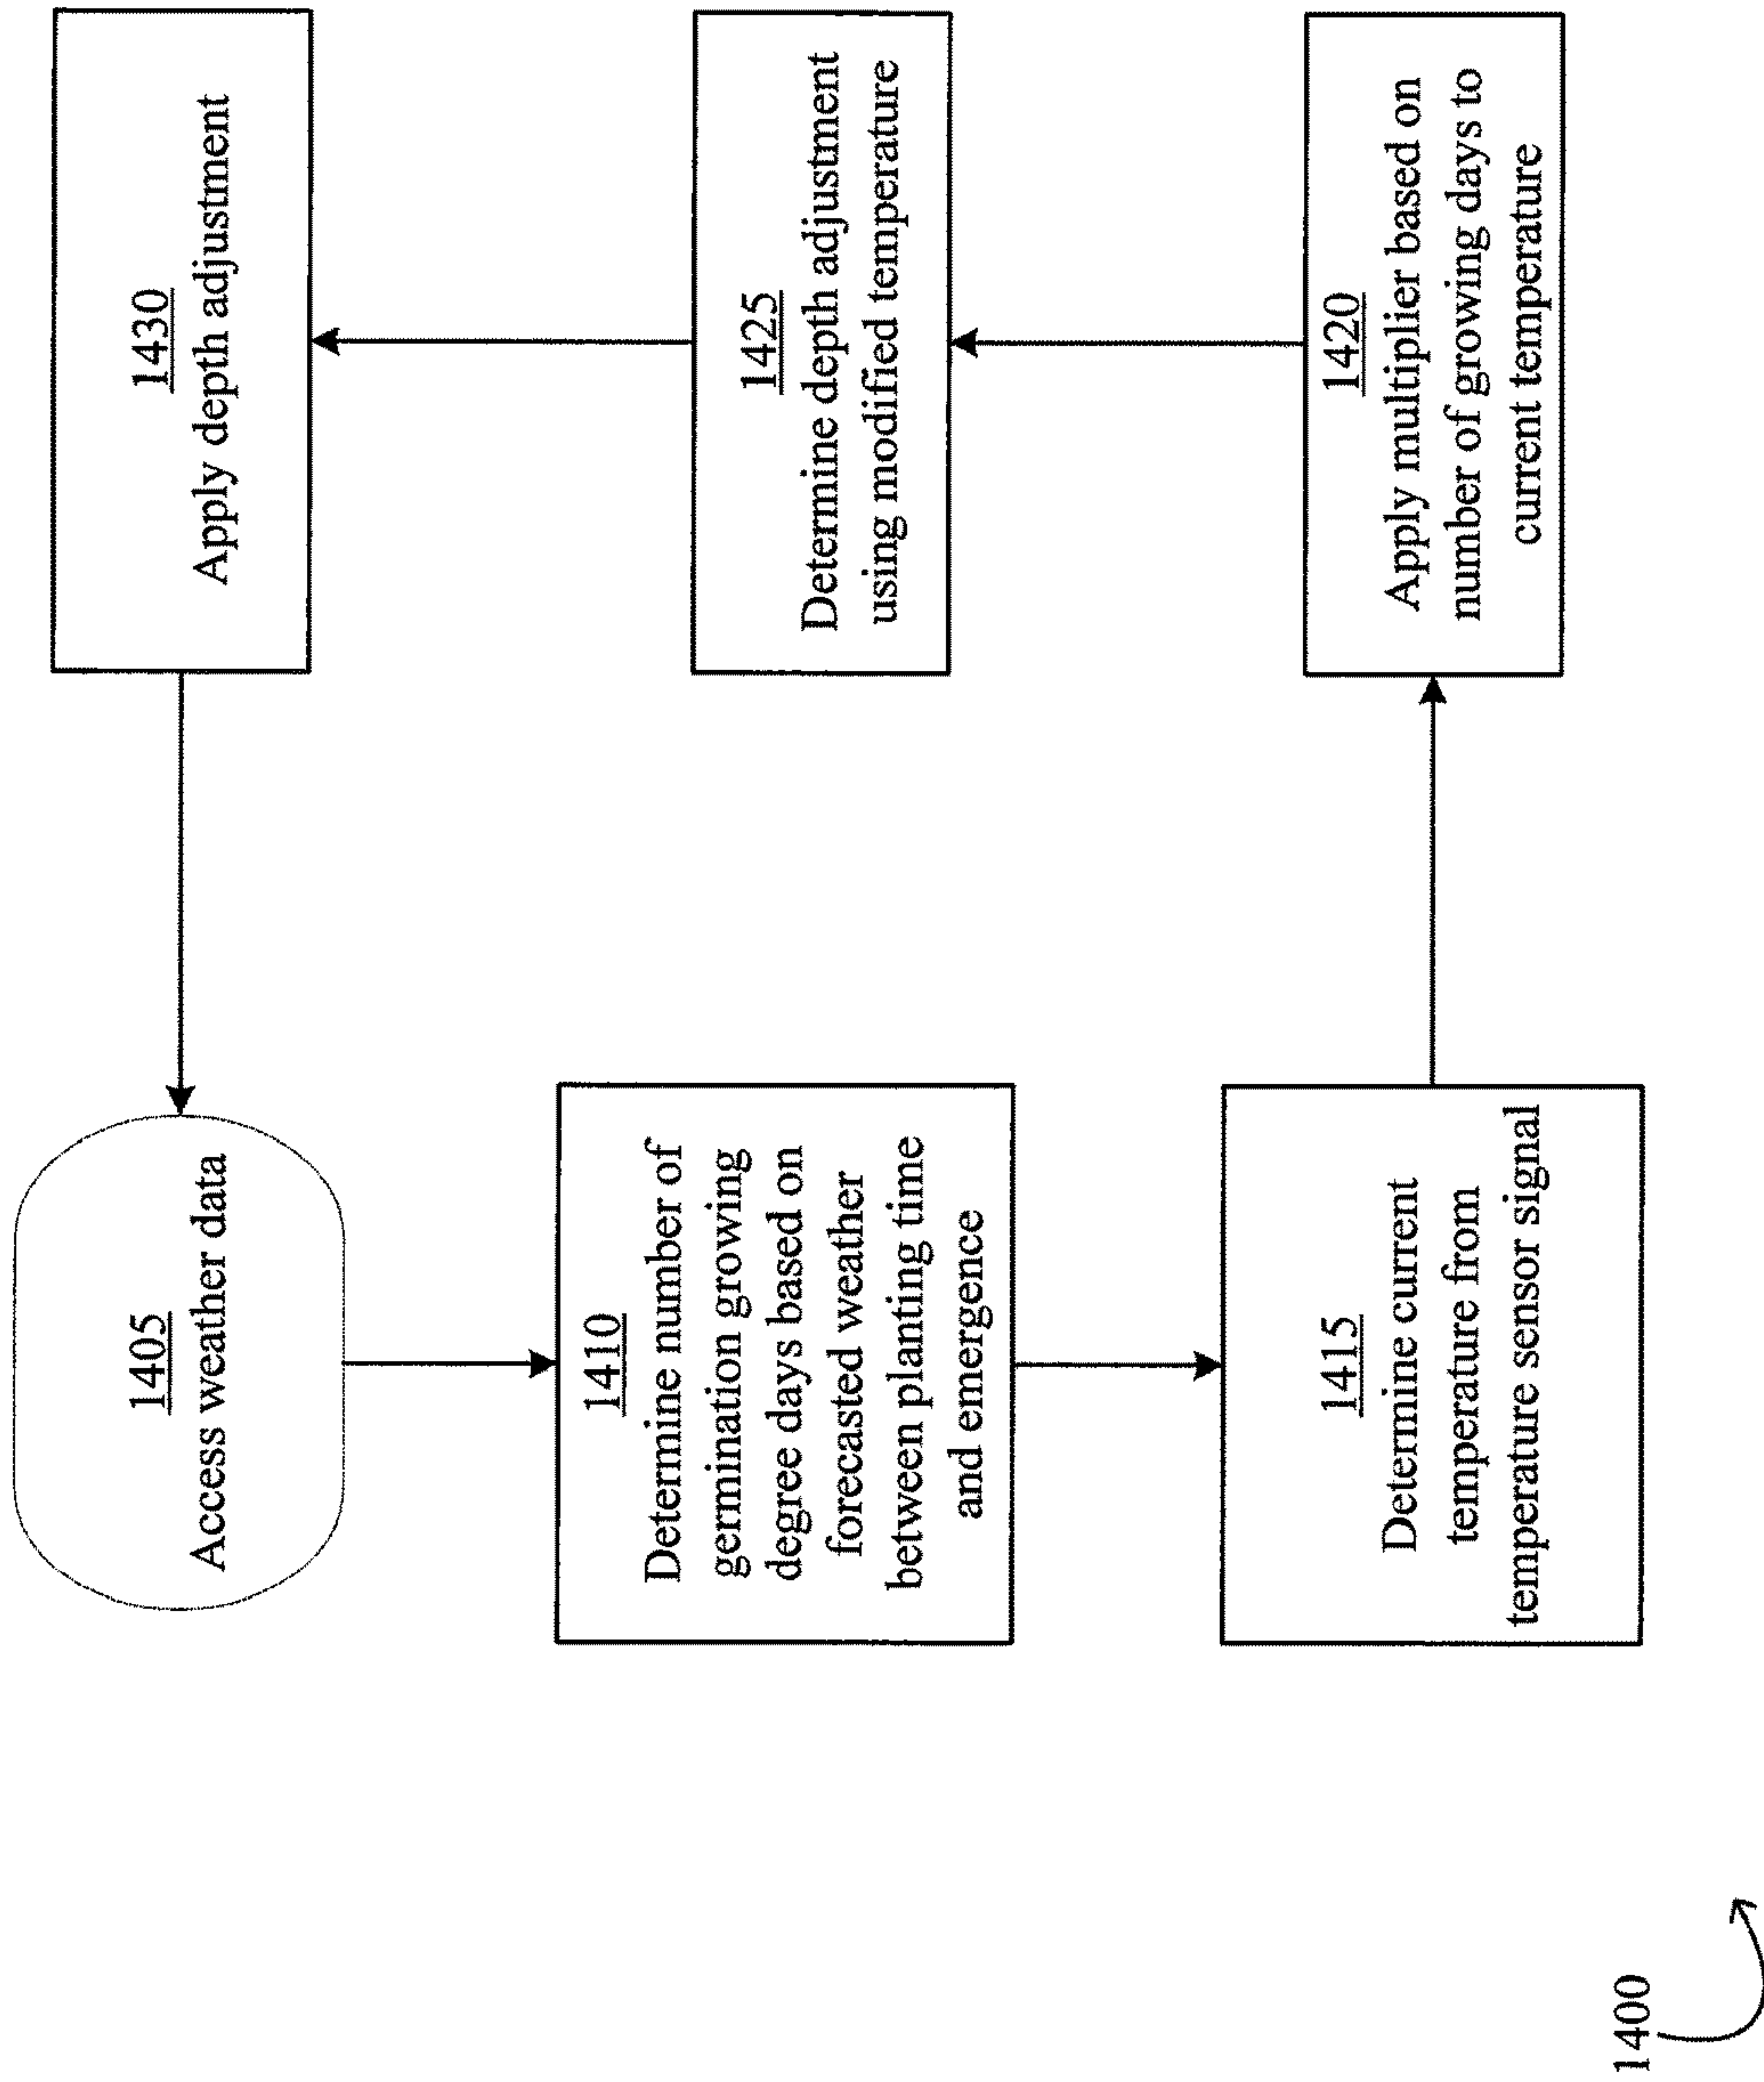 1405
Access weather data
1410
Determine number of
germination growing
degree days based on
forecasted weather
between planting time
and emergence
1415
Determine current
temperature from
temperature sensor signal
1420
Apply multiplier based on
number of growing days to
current temperature
1425
Determine depth adjustment
using modified temperature
1430
Apply depth adjustment
1400